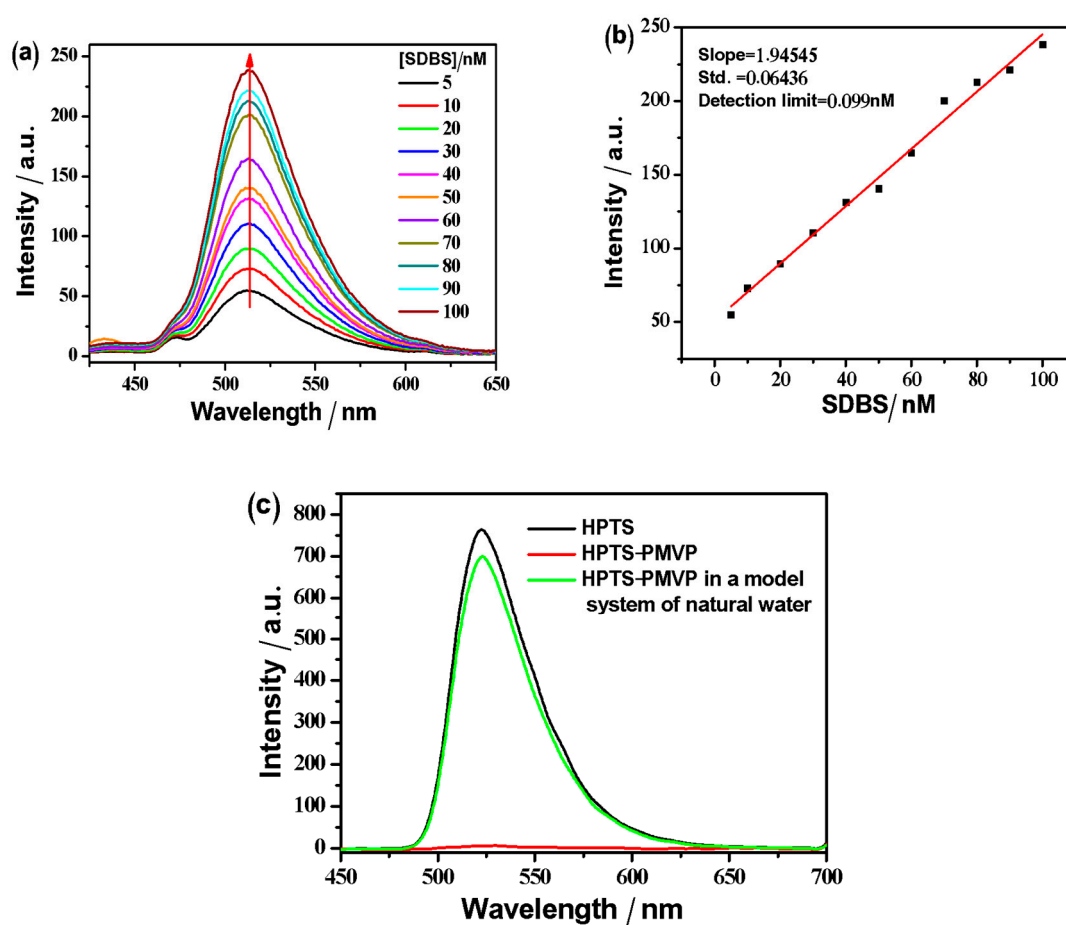 (a)
[SDBS]/nM
5
10
20
30
40
50
60
70
80
90
100
250
200
150
100
50
0
450 500 550 600 650
Intensity / a.u.
Wavelength / nm
(b)
Slope=1.94545
Std. =0.06436
Detection limit=0.099nM
250
200
150
100
50
0 20 40 60 80 100
Intensity / a.u.
SDBS/ nM
(c)
HPTS
HPTS-PMVP
HPTS-PMVP in a model
system of natural water
800
700
600
500
400
300
200
100
0
450 500 550 600 650 700
Intensity / a.u.
Wavelength / nm